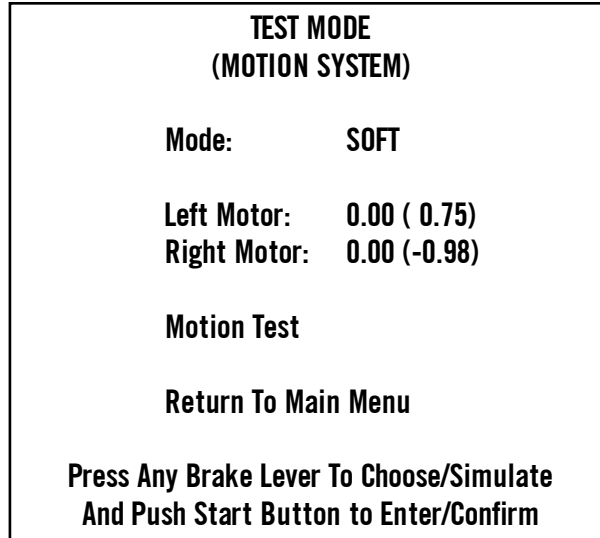 TEST MODE
(MOTION SYSTEM)
Mode: SOFT
Left Motor: 0.00 ( 0.75)
Right Motor: 0.00 (-0.98)
Motion Test
Return To Main Menu
Press Any Brake Lever To Choose/Simulate
And Push Start Button to Enter/Confirm